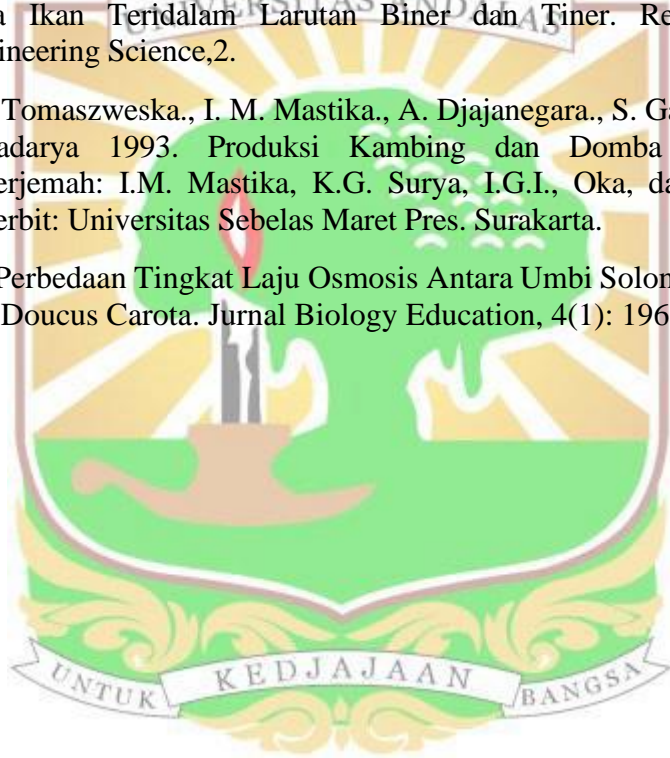 UNIVERSITAS ANDALAS
a Ikan Teridalam Larutan Biner dan Tiner. Re
ineering Science,2.
Tomaszweska., I. M. Mastika., A. Djajanegara., S. Ga
adarya 1993. Produksi Kambing dan Domba
erjemah: I.M. Mastika, K.G. Surya, I.G.I., Oka, da
erbit: Universitas Sebelas Maret Pres. Surakarta.
Perbedaan Tingkat Laju Osmosis Antara Umbi Solon
Doucus Carota. Jurnal Biology Education, 4(1): 196
UNTUK KEDJAJAAN BANGSA